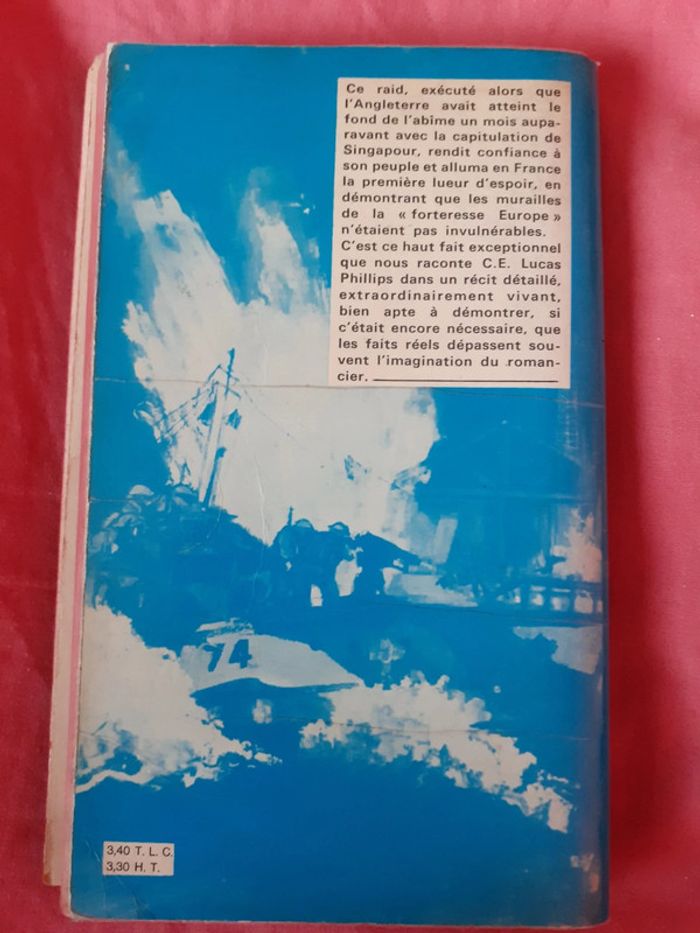 Ce raid, exécuté alors que
l'Angleterre avait atteint le
fond de l'abîme un mois aupa-
ravant avec la capitulation de
Singapour, rendit confiance à
son peuple et alluma en France
la première lueur d'espoir, en
démontrant que les murailles
de la « forteresse Europe »
n'étaient pas invulnérables.
C'est ce haut fait exceptionnel
que nous raconte C.E. Lucas
Phillips dans un récit détaillé,
extraordinairement vivant,
bien apte à démontrer, si
c'était encore nécessaire, que
les faits réels dépassent sou-
vent l'imagination du roman-
cier.
74
3,40 T. L. C.
3,30 H. T.